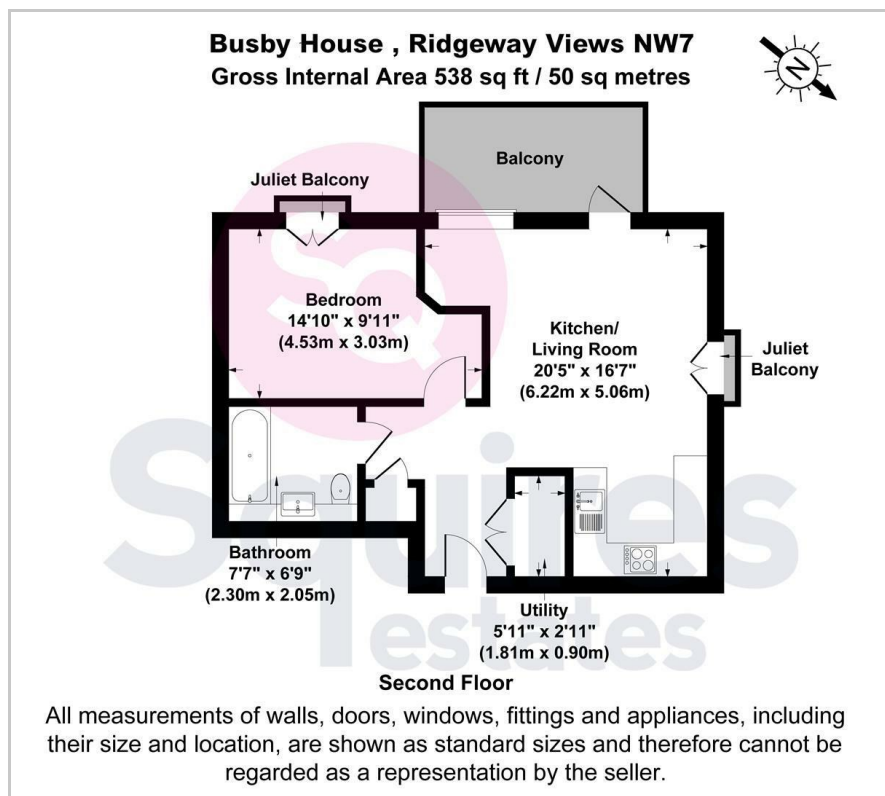 Busby House , Ridgeway Views NW7
Gross Internal Area 538 sq ft / 50 sq metres
N
Balcony
Juliet Balcony
Bedroom
14'10" x 9'11"
(4.53m x 3.03m)
Kitchen/
Living Room
20'5" x 16'7"
(6.22m x 5.06m)
Juliet
Balcony
SQ
Squires
estates
Bathroom
7'7" x 6'9"
(2.30m x 2.05m)
Utility
5'11" x 2'11"
(1.81m x 0.90m)
Second Floor
All measurements of walls, doors, windows, fittings and appliances, including
their size and location, are shown as standard sizes and therefore cannot be
regarded as a representation by the seller.